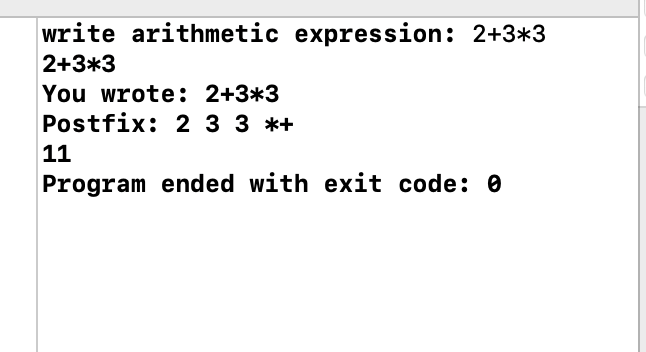 write arithmetic expression: 2+3*3
2+3*3
You wrote: 2+3*3
Postfix: 2 3 3 *+
11
Program ended with exit code: 0